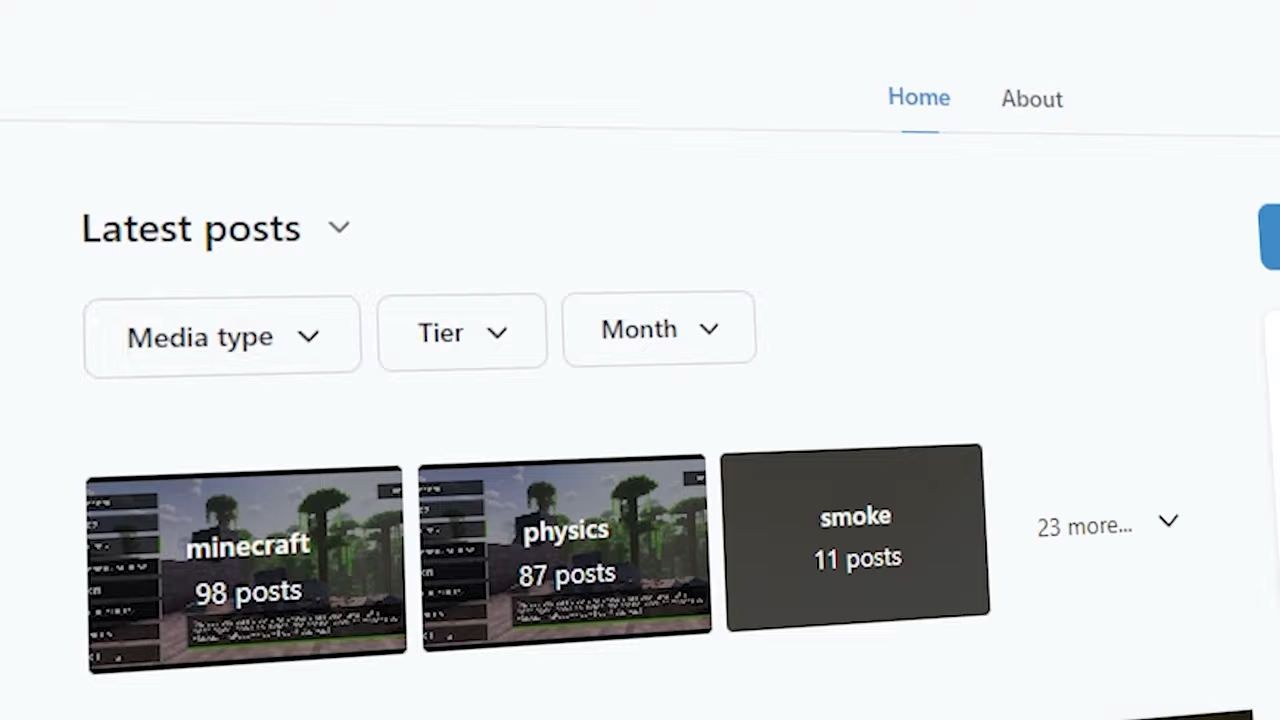 Home
About
Latest posts
Media type
Tier
Month
minecraft
98 posts
physics
87 posts
smoke
11 posts
23 more...